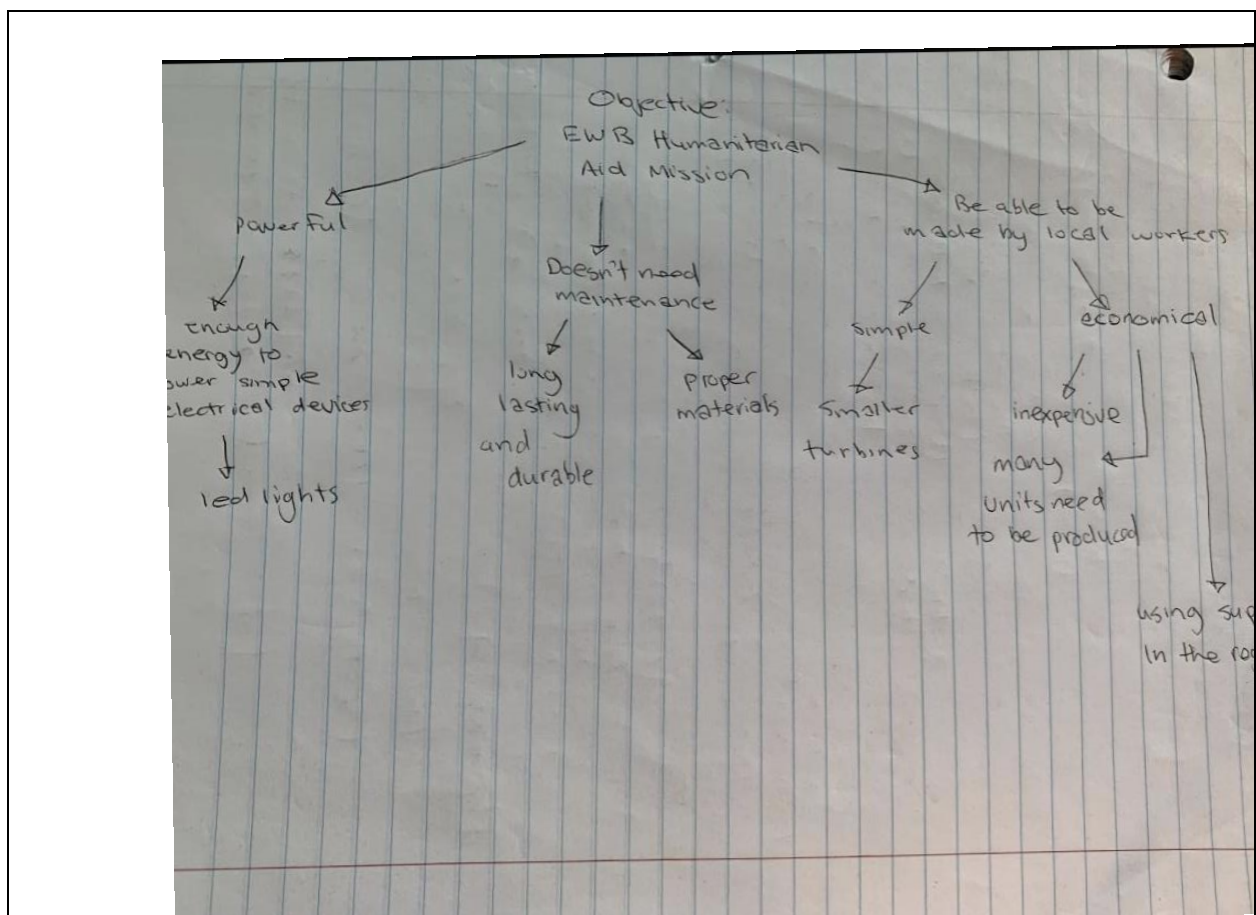 Objective:
EWB Humanitarian
Aid Mission
powerful
enough
energy to
ower simple
electrical devices
led lights
Doesn't need
maintenance
long
lasting
and
durable
proper
materials
Be able to be
made by local workers
simple
smaller
turbines
economical
inexpensive
many
units need
to be produced
using
In the